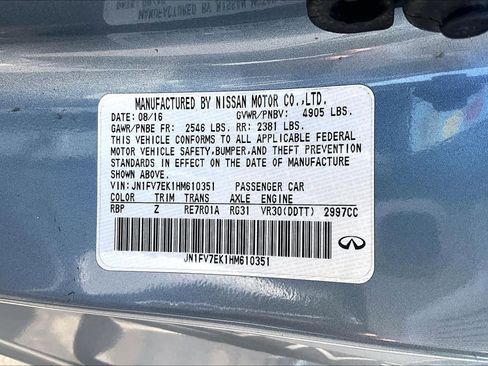 MANUFACTURED BY NISSAN MOTOR CO.,LTD.
DATE: 08/16 GVWR/PNBV: 4905 LBS.
GAWR/PNBE FR: 2546 LBS. RR: 2381 LBS.
THIS VEHICLE CONFORMS TO ALL APPLICABLE FEDERAL
MOTOR VEHICLE SAFETY,BUMPER,AND THEFT PREVENTION
STANDARDS IN EFFECT ON THE DATE OF MANUFACTURE
SHOWN ABOVE.
VIN: JN1FV7EK1HM610351 PASSENGER CAR
COLOR TRIM TRANS AXLE ENGINE
RBP Z RE7R01A RG31 VR30(DDTT) 2997CC
JN1FV7EK1HM610351